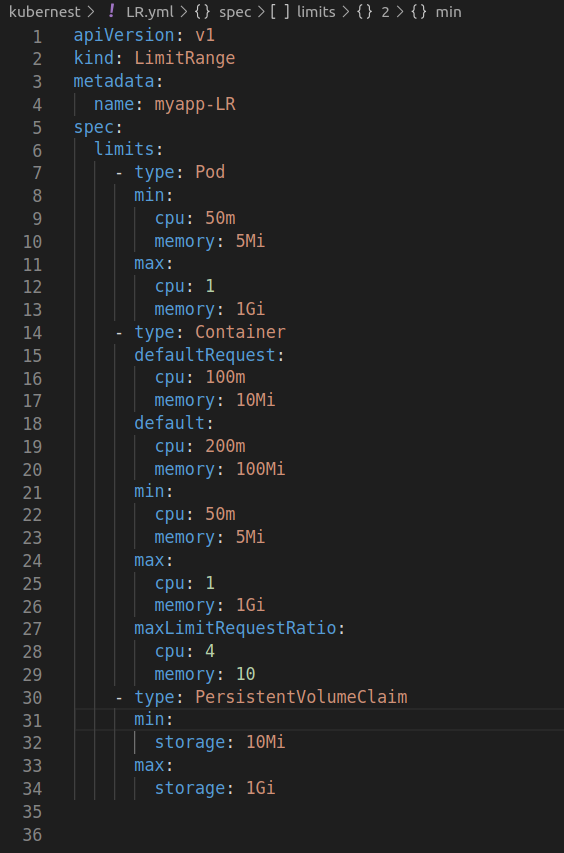 kubernest > ! LR.yml > {} spec > [ ] limits > {} 2 > {} min
1 apiVersion: v1
2 kind: LimitRange
3 metadata:
4   name: myapp-LR
5 spec:
6   limits:
7     - type: Pod
8       min:
9         cpu: 50m
10         memory: 5Mi
11       max:
12         cpu: 1
13         memory: 1Gi
14     - type: Container
15       defaultRequest:
16         cpu: 100m
17         memory: 10Mi
18       default:
19         cpu: 200m
20         memory: 100Mi
21       min:
22         cpu: 50m
23         memory: 5Mi
24       max:
25         cpu: 1
26         memory: 1Gi
27       maxLimitRequestRatio:
28         cpu: 4
29         memory: 10
30     - type: PersistentVolumeClaim
31       min:
32         storage: 10Mi
33       max:
34         storage: 1Gi
35
36